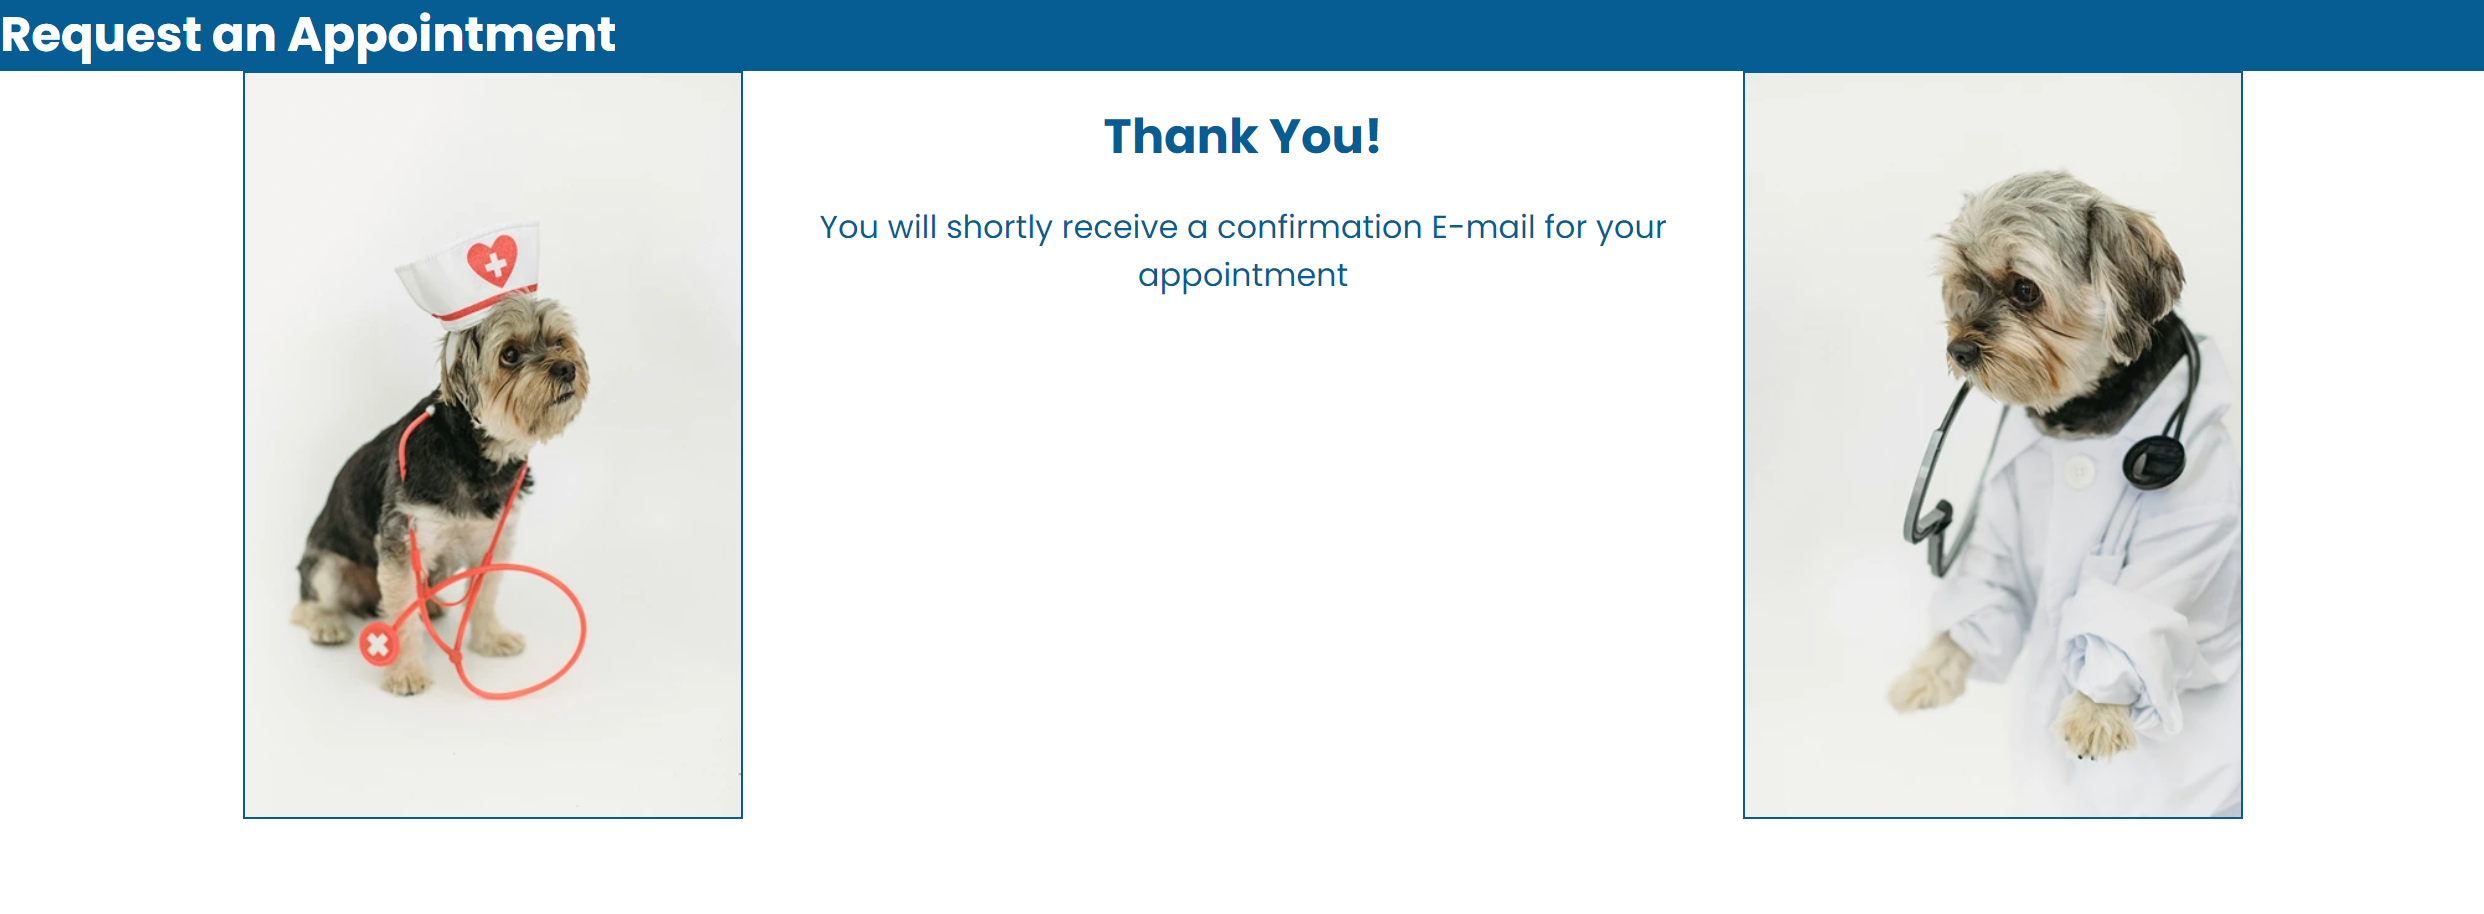 Request an Appointment
Thank You!
You will shortly receive a confirmation E-mail for your
appointment